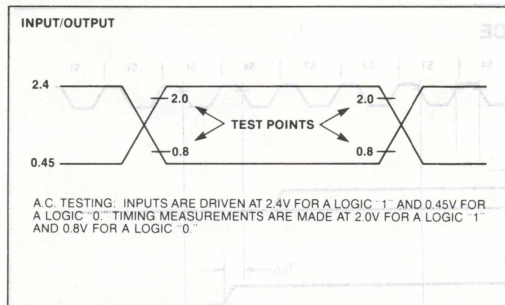 INPUT/OUTPUT
2.4
2.0
2.0
TEST POINTS
0.8
0.8
0.45
A.C. TESTING: INPUTS ARE DRIVEN AT 2.4V FOR A LOGIC "1" AND 0.45V FOR
A LOGIC "0." TIMING MEASUREMENTS ARE MADE AT 2.0V FOR A LOGIC "1"
AND 0.8V FOR A LOGIC "0."